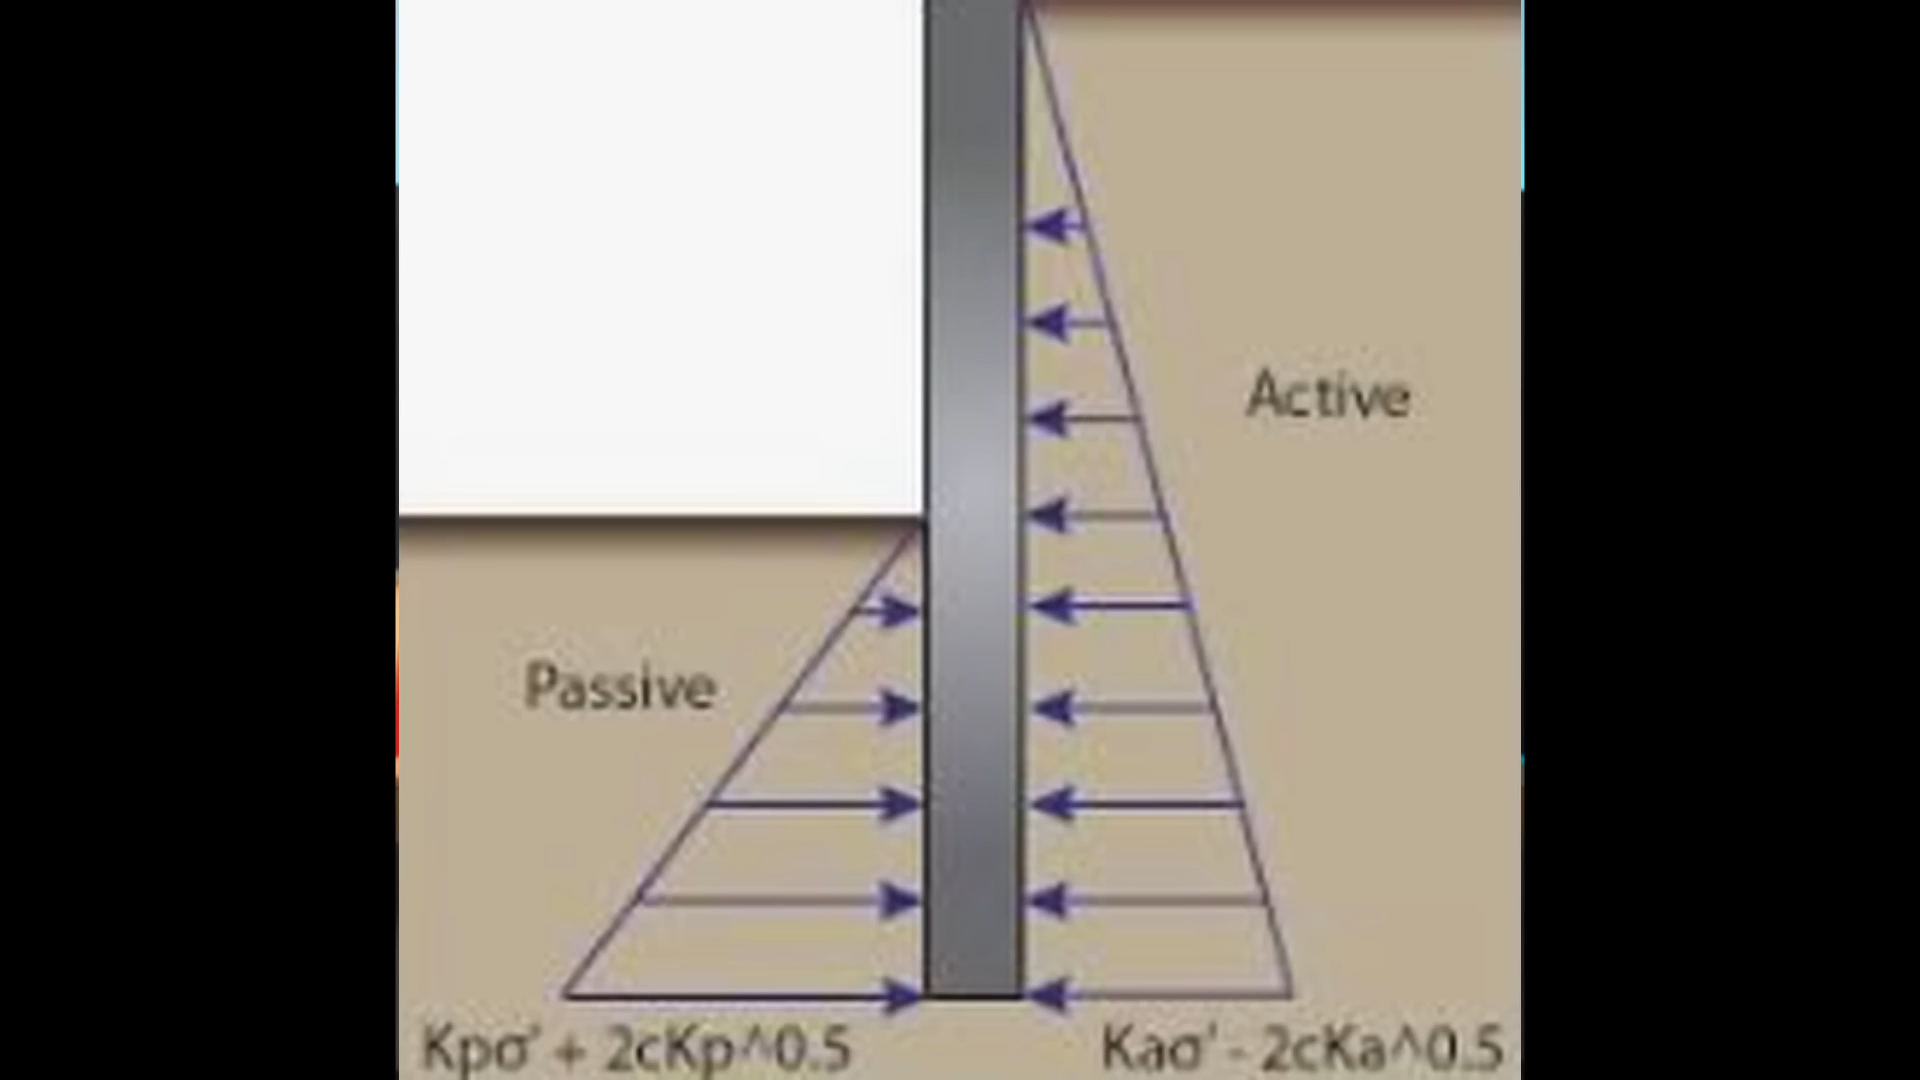 Active
Passive
Kpσ' + 2cKp^0.5
Kaσ' - 2cKa^0.5